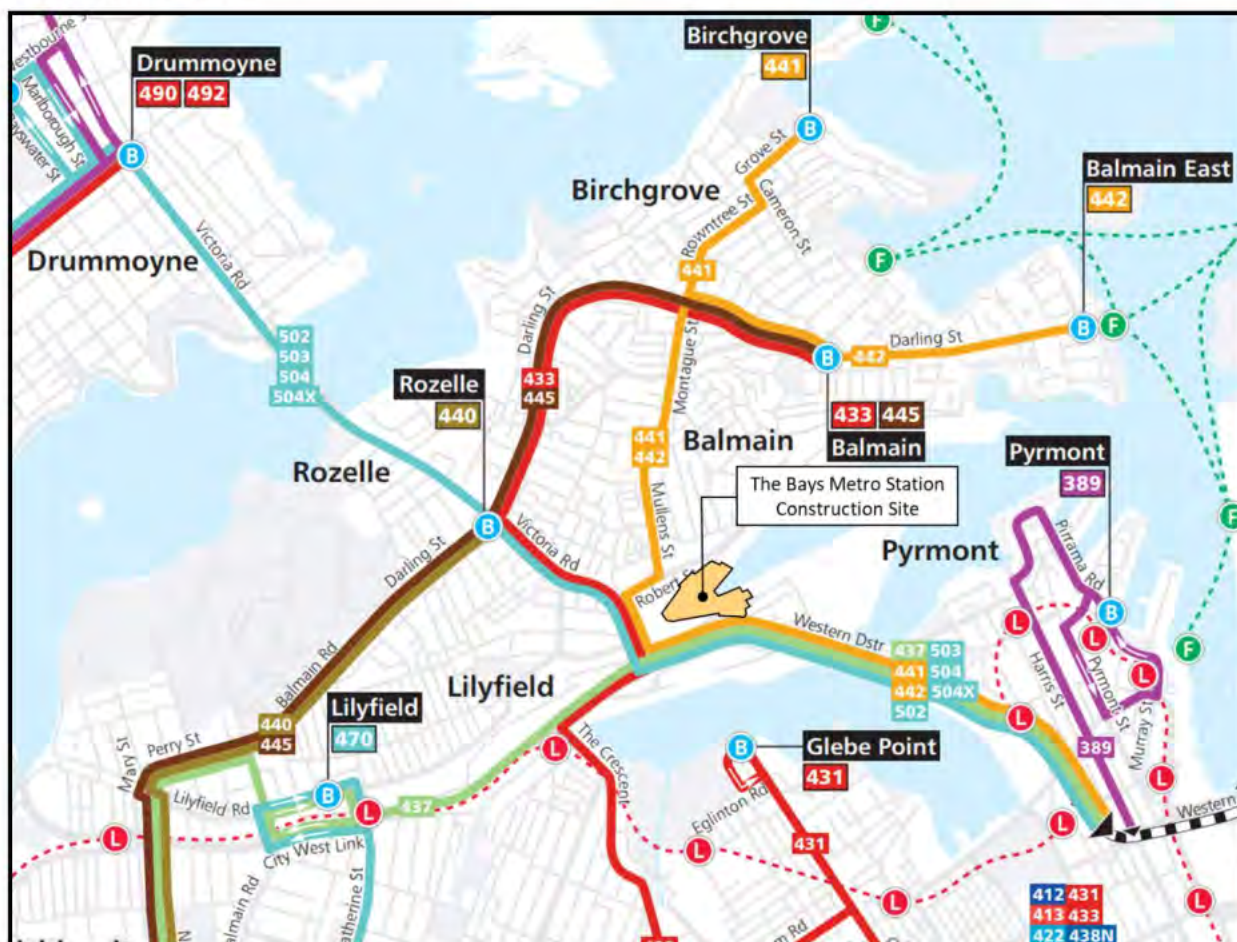 Birchgrove
441
Drummoyne
490 492
Marlborough St
Grove St
Balmain East
442
Birchgrove
Cameron St
Rowntree St
Victoria Rd
Drummoyne
441
Darling St
Darling St
442
502
503
504
504X
Montague St
Rozelle
440
433
445
433 445
Balmain
441
442
Balmain
Pyrmont
389
Rozelle
The Bays Metro Station
Construction Site
Mullens St
Victoria Rd
Pyrmont
Pirrama Rd
Darling St
Western Dstr
437 503
441 504
442 504X
502
Balmain Rd
Lilyfield
Harris St
Pyrmont St
Murray St
Lilyfield
470
440
445
Perry St
Mary St
The Crescent
Glebe Point
431
389
Lilyfield Rd
437
Eglinton Rd
City West Link
431
412 431
413 433
422 438N
B
B
B
B
B
B
B
B
F
F
F
F
F
L
L
L
L
L
L
L
L
L
L
L